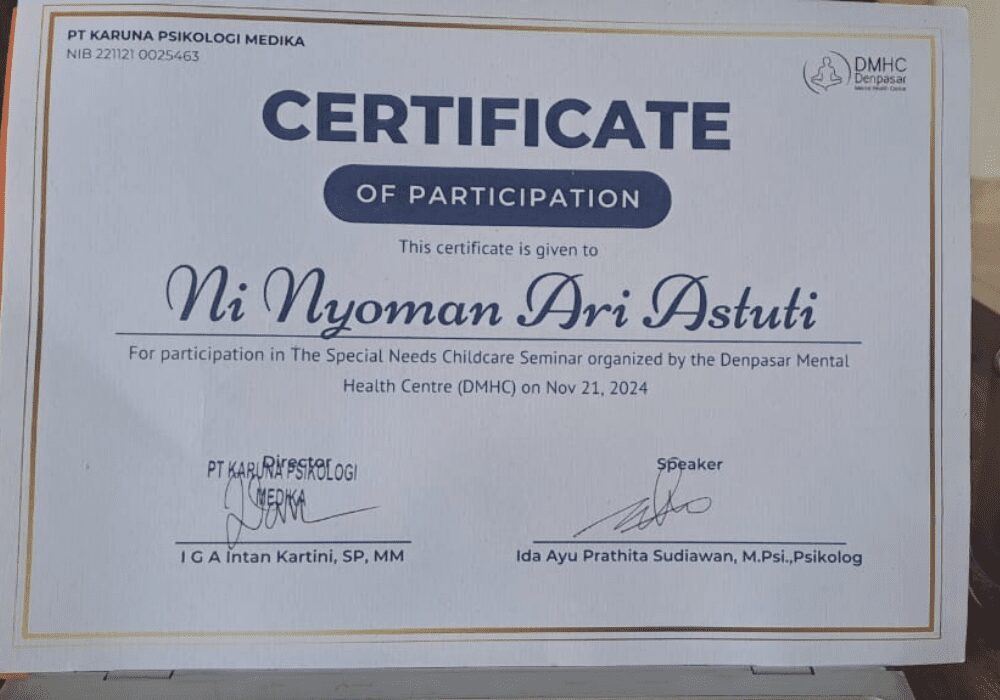 PT KARUNA PSIKOLOGI MEDIKA
NIB 221121 0025463
DMHC
Denpasar
Mental Health Centre
CERTIFICATE
OF PARTICIPATION
This certificate is given to
Ni Nyoman Ari Astuti
For participation in The Special Needs Childcare Seminar organized by the Denpasar Mental
Health Centre (DMHC) on Nov 21, 2024
Director
PT KARUNA PSIKOLOGI
MEDIKA
I G A Intan Kartini, SP, MM
Speaker
Ida Ayu Prathita Sudiawan, M.Psi.,Psikolog